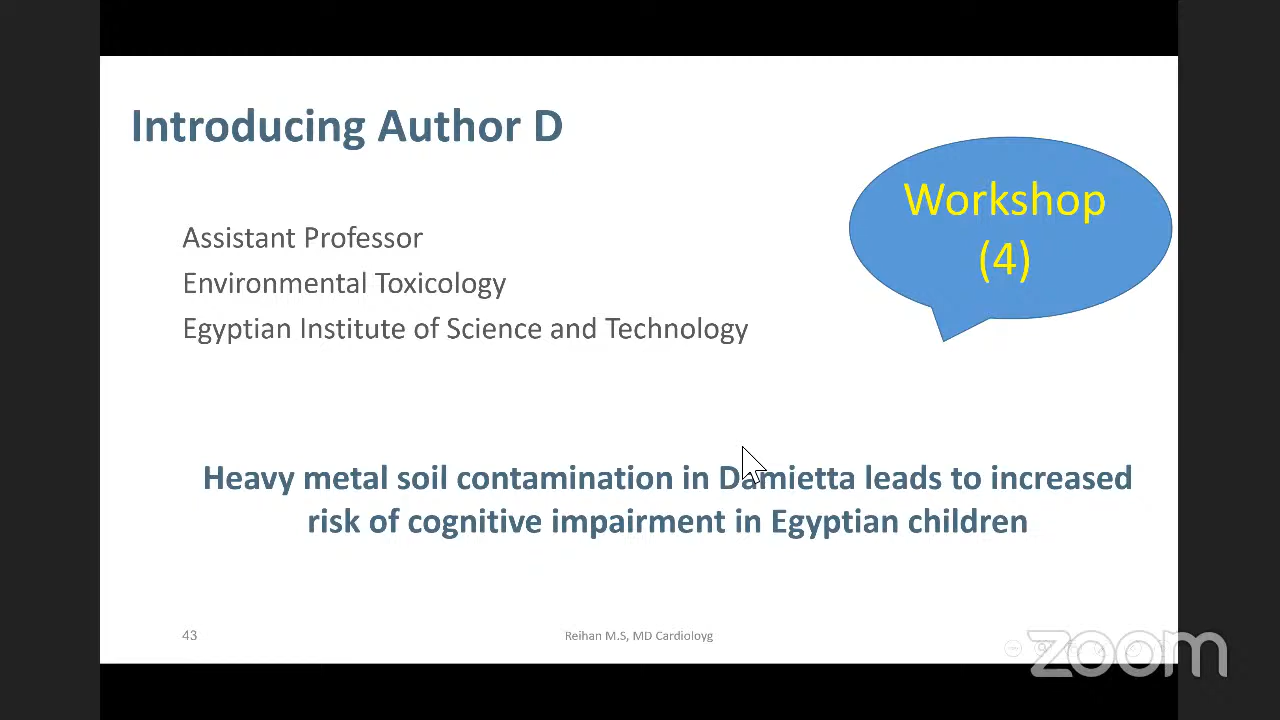 Introducing Author D
Workshop
(4)
Assistant Professor
Environmental Toxicology
Egyptian Institute of Science and Technology
Heavy metal soil contamination in Damietta leads to increased
risk of cognitive impairment in Egyptian children
43
Reihan M.S, MD Cardioloyg
zoom